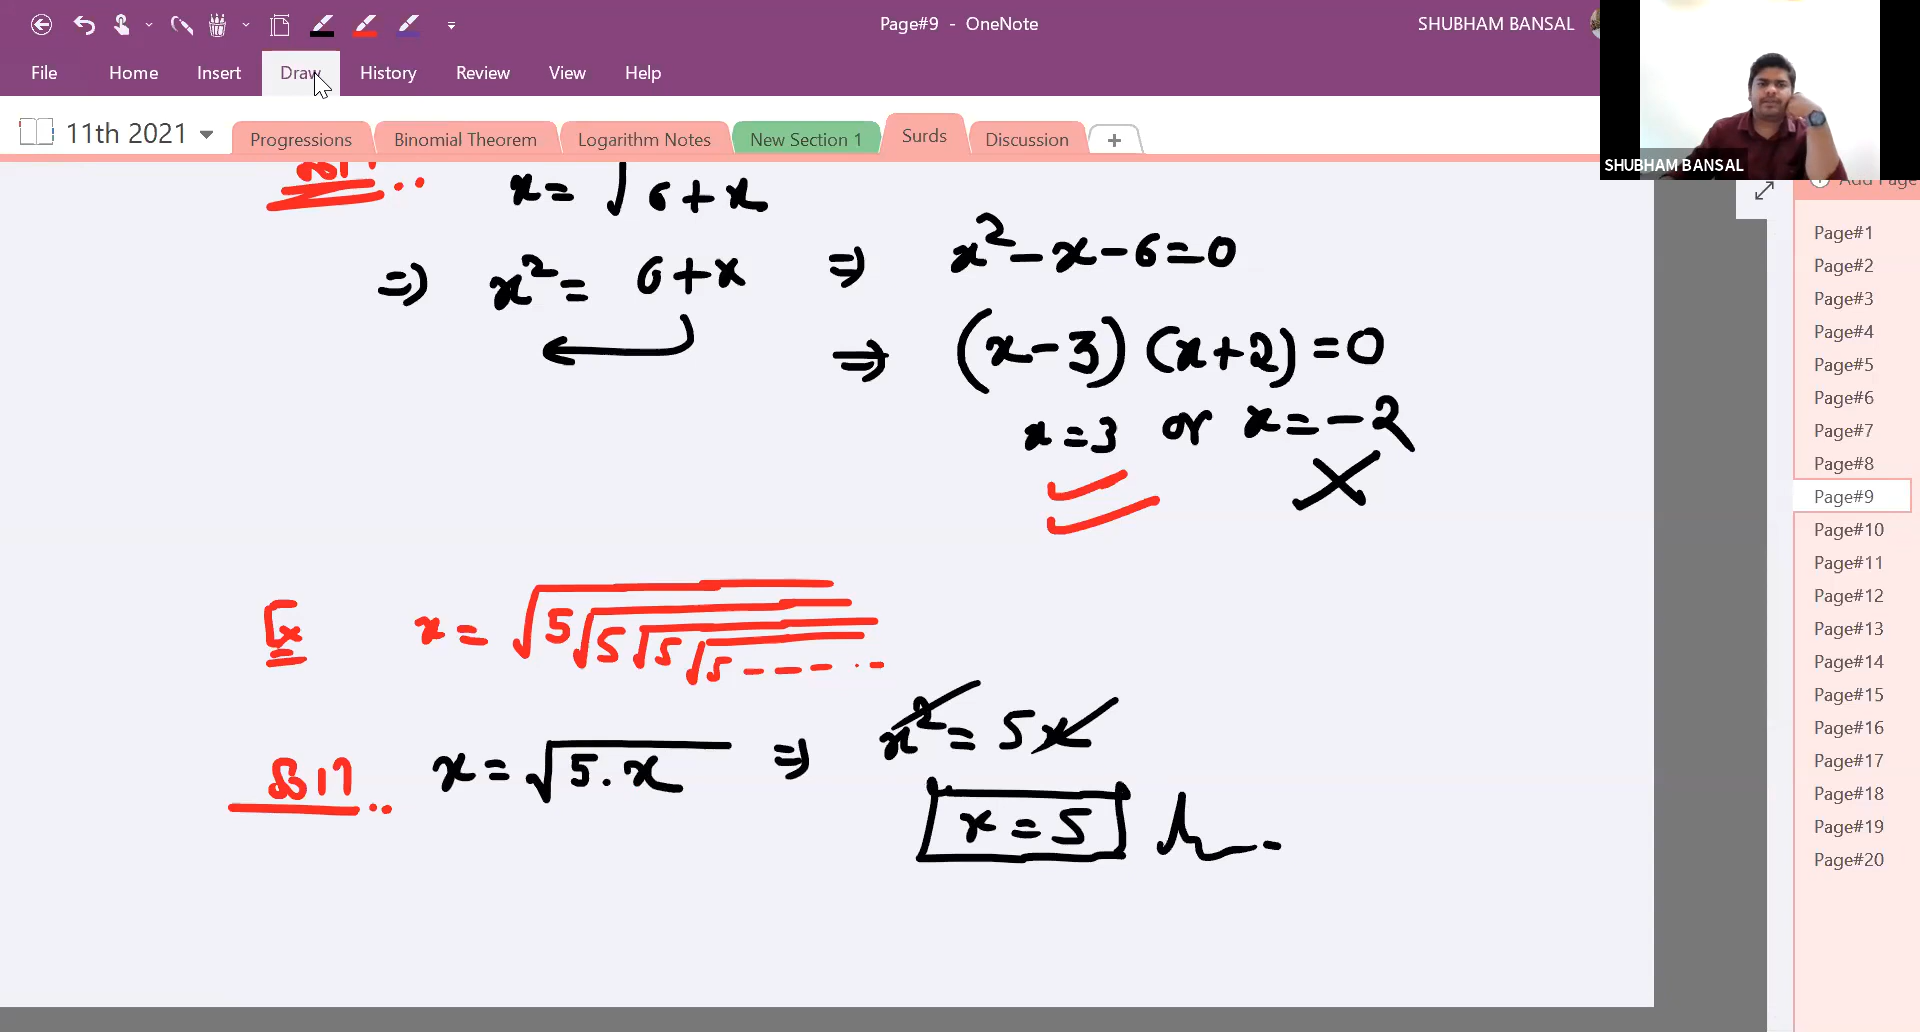 Page#9 - OneNote
SHUBHAM BANSAL
File Home Insert Draw History Review View Help
11th 2021
Progressions Binomial Theorem Logarithm Notes New Section 1 Surds Discussion +
SHUBHAM BANSAL
Add Page
Page#1
Page#2
Page#3
Page#4
Page#5
Page#6
Page#7
Page#8
Page#9
Page#10
Page#11
Page#12
Page#13
Page#14
Page#15
Page#16
Page#17
Page#18
Page#19
Page#20
x = √6+x
⇒ x² = 6+x ⇒ x²-x-6=0
⇒ (x-3) (x+2) =0
x=3 or x=-2
Ex x = √5√5√5√5 ---- ..
Sol? .. x = √5.x ⇒ x² = 5x
x = 5